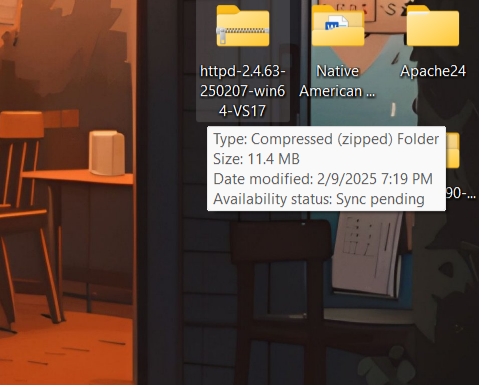 httpd-2.4.63-
250207-win6
4-VS17
Native
American ...
Apache24
Type: Compressed (zipped) Folder
Size: 11.4 MB
Date modified: 2/9/2025 7:19 PM
Availability status: Sync pending
90-...